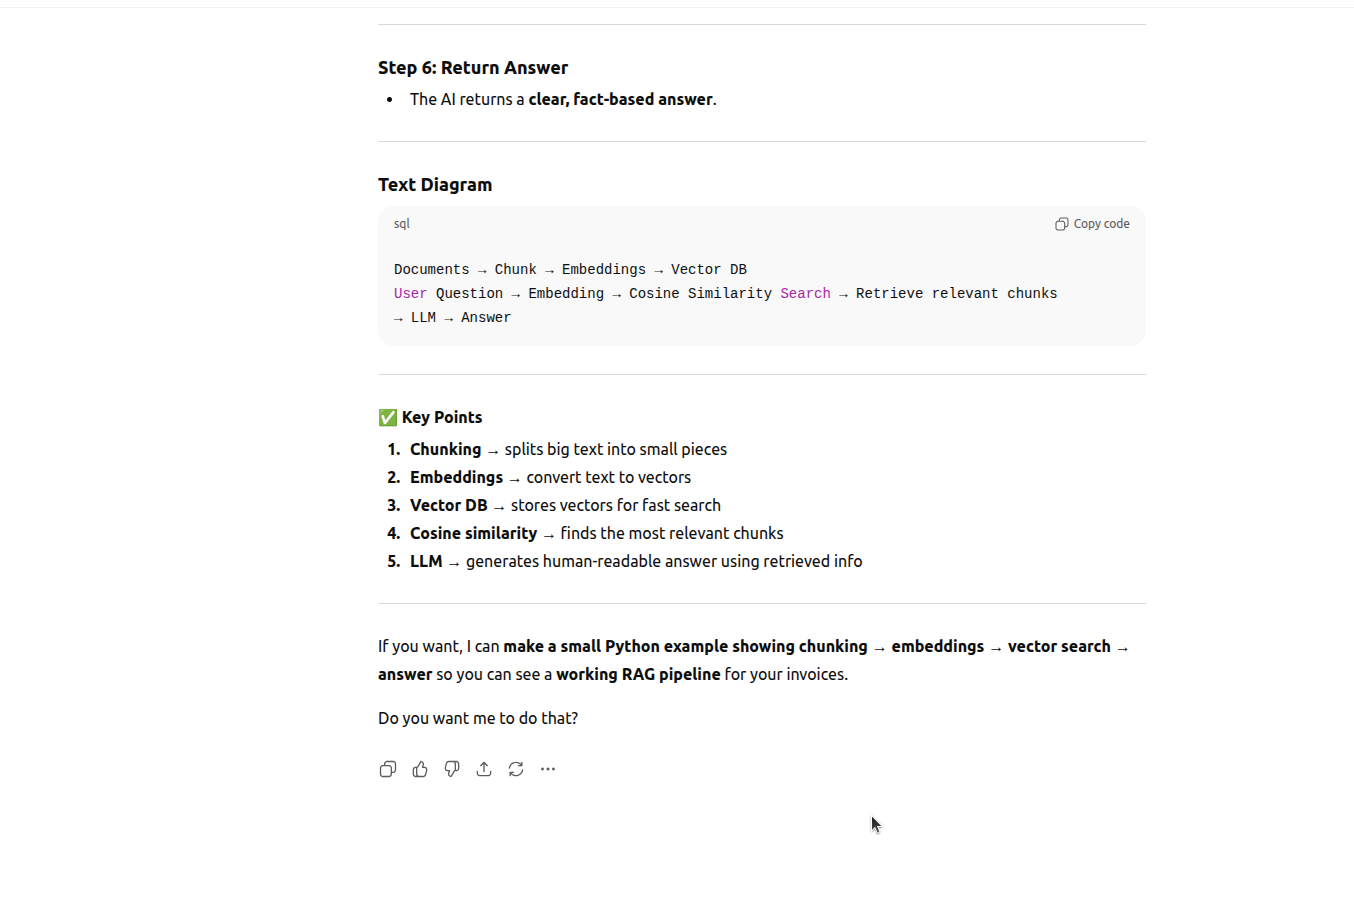 Step 6: Return Answer
• The AI returns a clear, fact-based answer.
Text Diagram
sql
Copy code
Documents → Chunk → Embeddings → Vector DB
User Question → Embedding → Cosine Similarity Search → Retrieve relevant chunks
→ LLM → Answer
✅ Key Points
1. Chunking → splits big text into small pieces
2. Embeddings → convert text to vectors
3. Vector DB → stores vectors for fast search
4. Cosine similarity → finds the most relevant chunks
5. LLM → generates human-readable answer using retrieved info
If you want, I can make a small Python example showing chunking → embeddings → vector search →
answer so you can see a working RAG pipeline for your invoices.
Do you want me to do that?